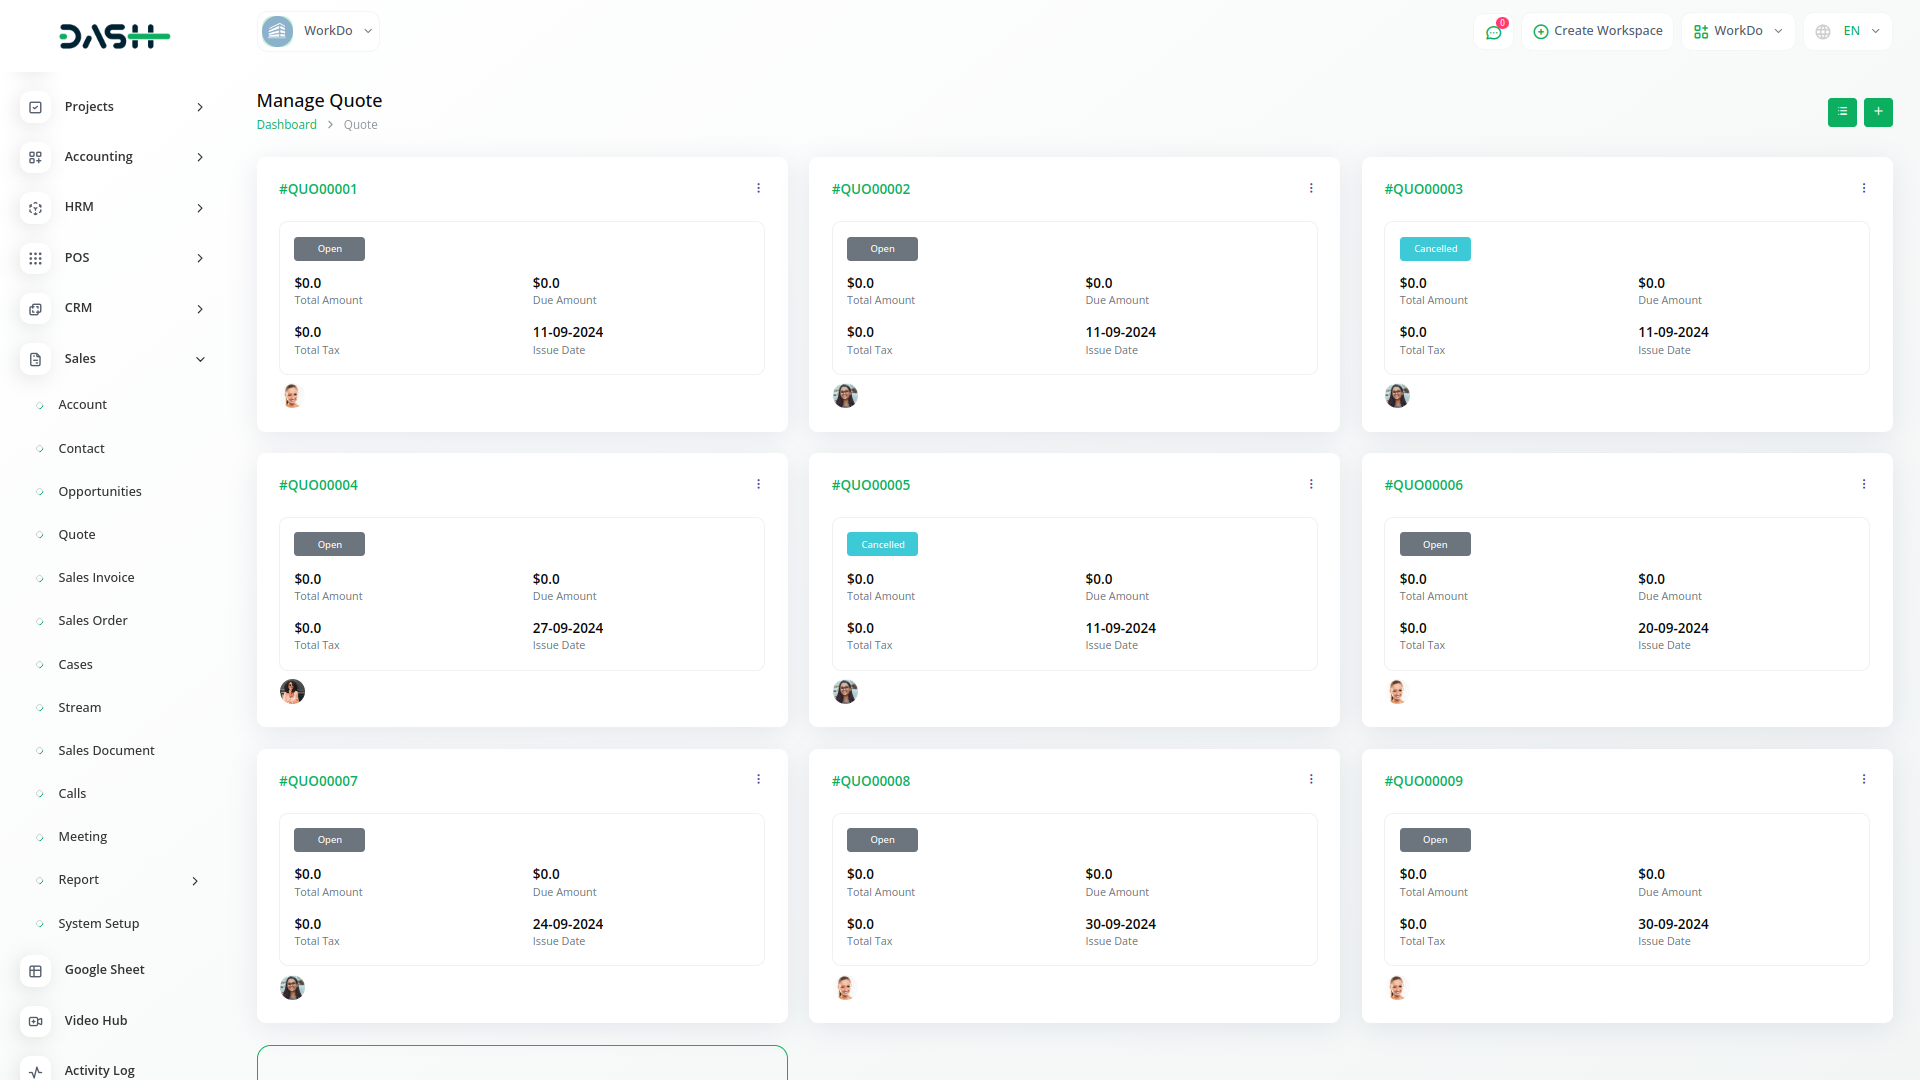 DASH
WorkDo
0
Create Workspace
WorkDo
EN
Projects
Accounting
HRM
POS
CRM
Sales
Account
Contact
Opportunities
Quote
Sales Invoice
Sales Order
Cases
Stream
Sales Document
Calls
Meeting
Report
System Setup
Google Sheet
Video Hub
Activity Log
Manage Quote
Dashboard > Quote
#QUO00001
Open
$0.0 $0.0
Total Amount Due Amount
$0.0 11-09-2024
Total Tax Issue Date
#QUO00002
Open
$0.0 $0.0
Total Amount Due Amount
$0.0 11-09-2024
Total Tax Issue Date
#QUO00003
Cancelled
$0.0 $0.0
Total Amount Due Amount
$0.0 11-09-2024
Total Tax Issue Date
#QUO00004
Open
$0.0 $0.0
Total Amount Due Amount
$0.0 27-09-2024
Total Tax Issue Date
#QUO00005
Cancelled
$0.0 $0.0
Total Amount Due Amount
$0.0 11-09-2024
Total Tax Issue Date
#QUO00006
Open
$0.0 $0.0
Total Amount Due Amount
$0.0 20-09-2024
Total Tax Issue Date
#QUO00007
Open
$0.0 $0.0
Total Amount Due Amount
$0.0 24-09-2024
Total Tax Issue Date
#QUO00008
Open
$0.0 $0.0
Total Amount Due Amount
$0.0 30-09-2024
Total Tax Issue Date
#QUO00009
Open
$0.0 $0.0
Total Amount Due Amount
$0.0 30-09-2024
Total Tax Issue Date